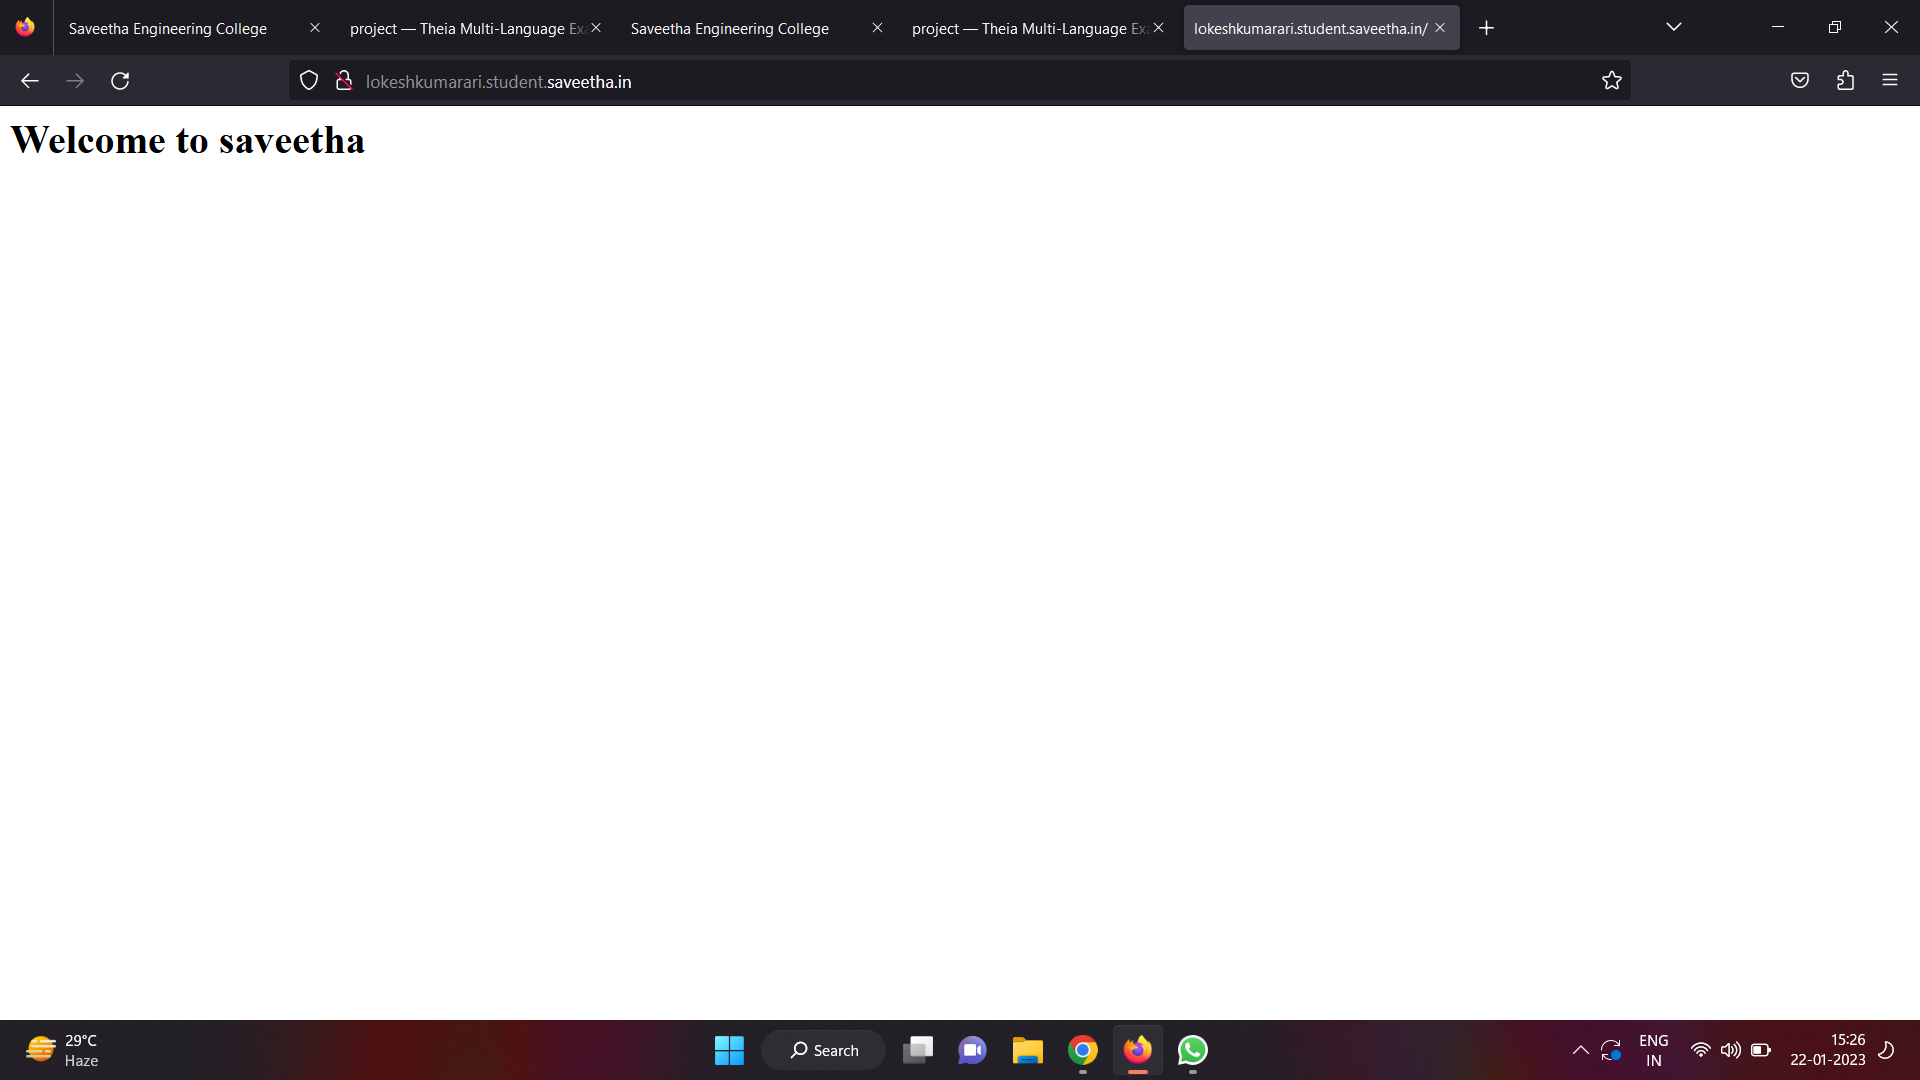 Saveetha Engineering College
project — Theia Multi-Language Ex
Saveetha Engineering College
project — Theia Multi-Language Ex
lokeshkumarari.student.saveetha.in/
lokeshkumarari.student.saveetha.in
Welcome to saveetha
29°C
Haze
Search
ENG
IN
15:26
22-01-2023